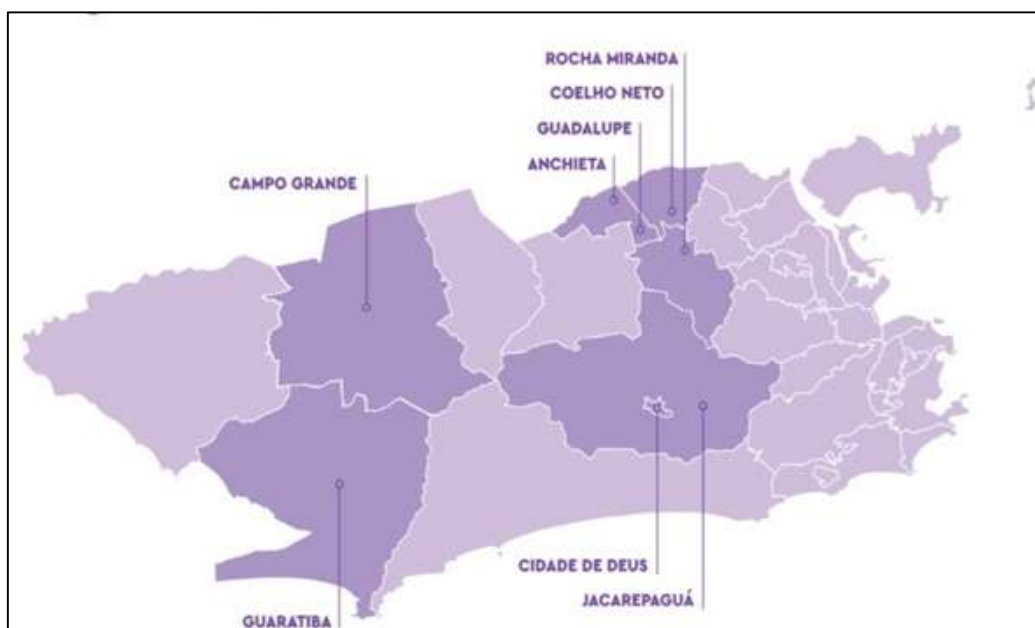 ROCHA MIRANDA
COELHO NETO
GUADALUPE
ANCHIETA
CAMPO GRANDE
CIDADE DE DEUS
JACAREPAGUÁ
GUARATIBA